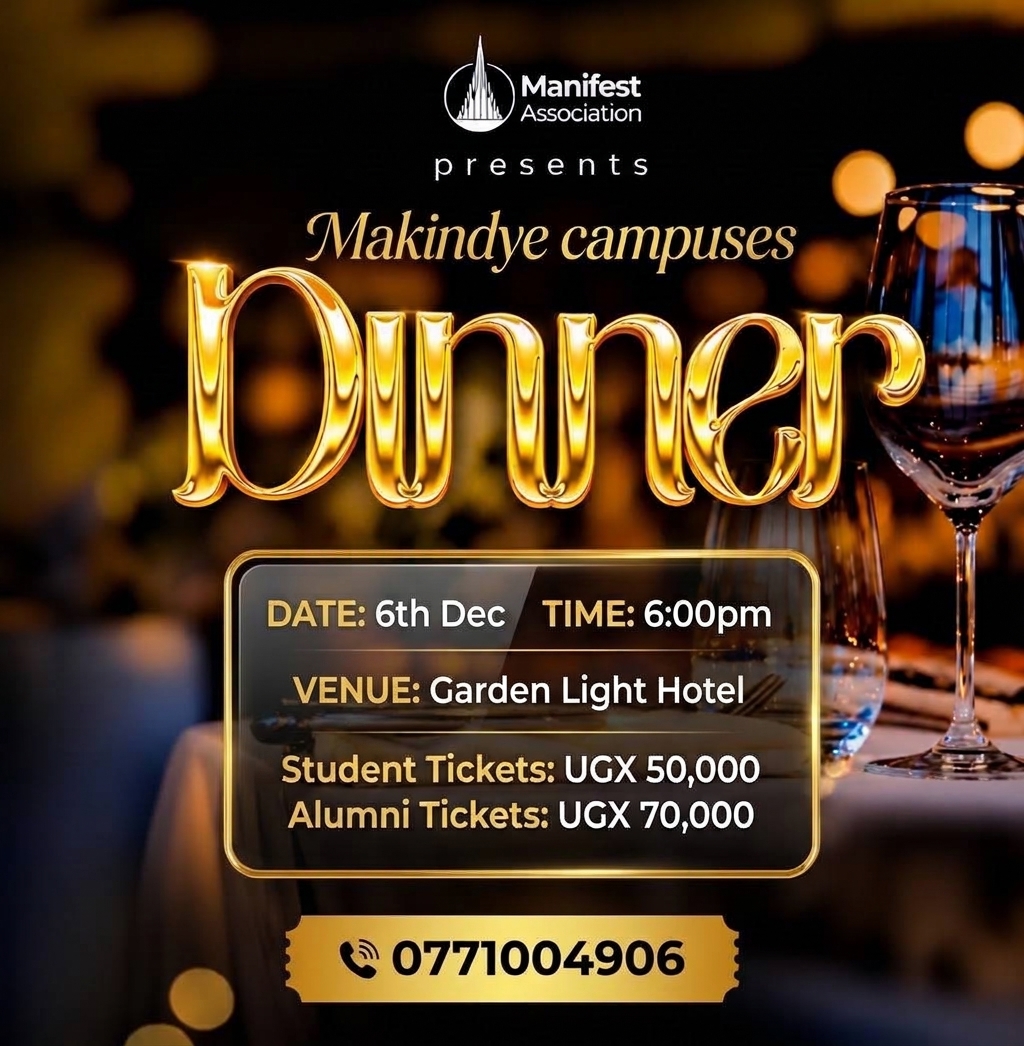 Manifest
Association
presents
Makindye campuses
Dinner
DATE: 6th Dec TIME: 6:00pm
VENUE: Garden Light Hotel
Student Tickets: UGX 50,000
Alumni Tickets: UGX 70,000
0771004906